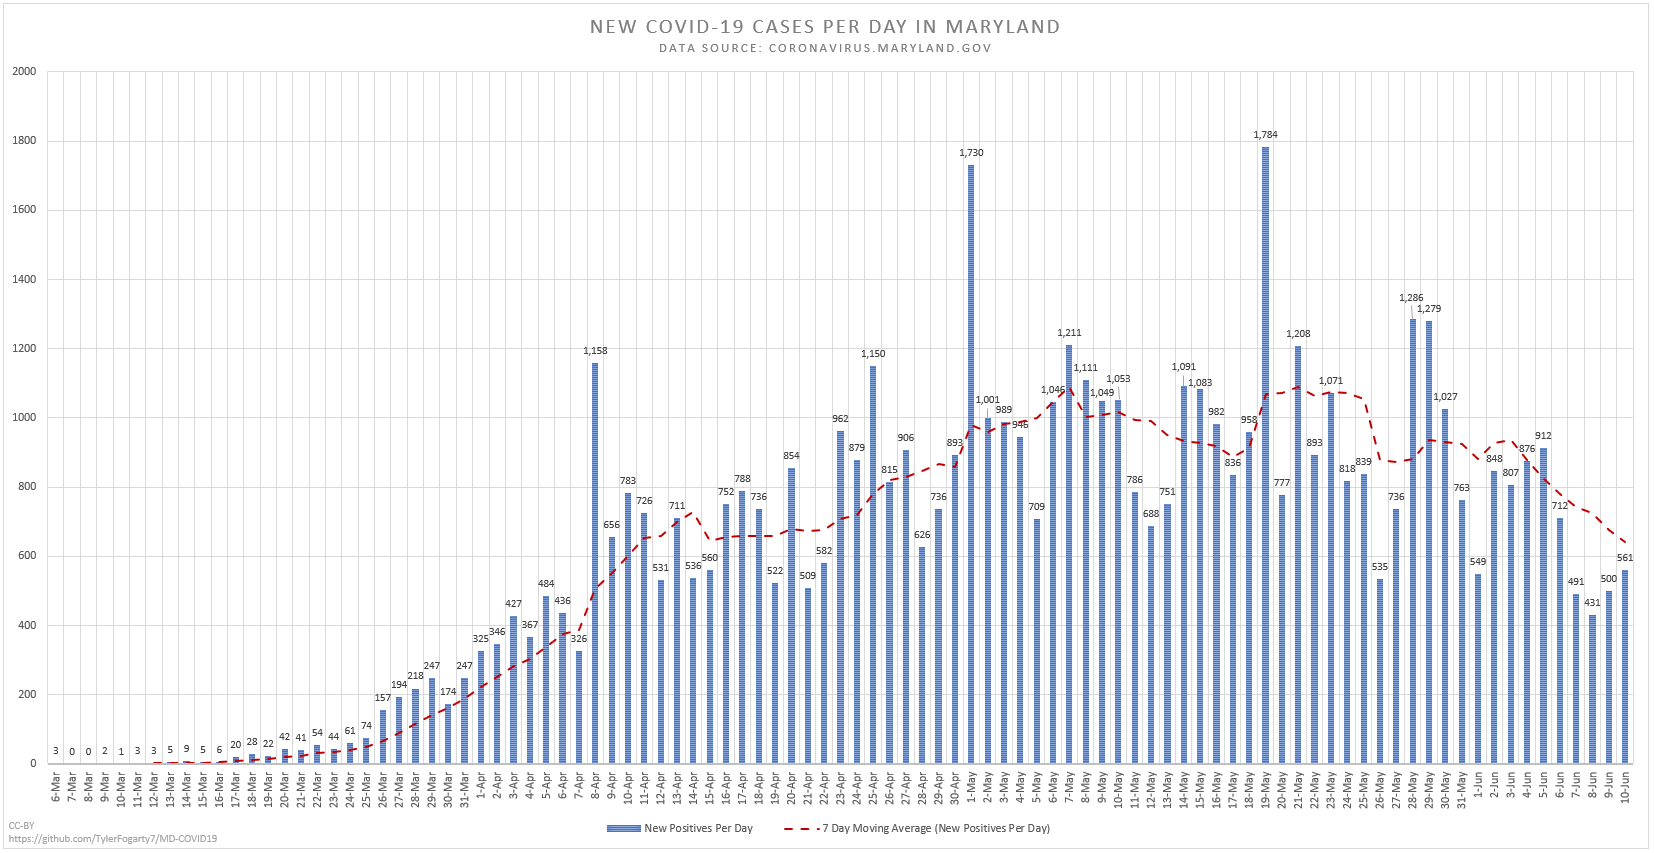 NEW COVID-19 CASES PER DAY IN MARYLAND
DATA SOURCE: CORONAVIRUS.MARYLAND.GOV
2000
1800
1600
1400
1200
1000
800
600
400
200
0
3 0 0 2 1 3 3 5 9 5 6 20 28 22 42 41 54 44 61 74 157 194 218 247 174 247 325 346 427 367 484 436 326 1,158 656 783 726 531 711 536 560 752 788 736 522 854 509 582 962 879 1,150 815 906 626 736 893 1,730 1,001 989 946 709 1,046 1,211 1,111 1,049 1,053 786 688 751 1,091 1,083 982 836 958 1,784 777 1,208 893 1,071 818 839 535 736 1,286 1,279 1,027 763 549 848 807 876 912 712 491 431 500 561
6-Mar 7-Mar 8-Mar 9-Mar 10-Mar 11-Mar 12-Mar 13-Mar 14-Mar 15-Mar 16-Mar 17-Mar 18-Mar 19-Mar 20-Mar 21-Mar 22-Mar 23-Mar 24-Mar 25-Mar 26-Mar 27-Mar 28-Mar 29-Mar 30-Mar 31-Mar 1-Apr 2-Apr 3-Apr 4-Apr 5-Apr 6-Apr 7-Apr 8-Apr 9-Apr 10-Apr 11-Apr 12-Apr 13-Apr 14-Apr 15-Apr 16-Apr 17-Apr 18-Apr 19-Apr 20-Apr 21-Apr 22-Apr 23-Apr 24-Apr 25-Apr 26-Apr 27-Apr 28-Apr 29-Apr 30-Apr 1-May 2-May 3-May 4-May 5-May 6-May 7-May 8-May 9-May 10-May 11-May 12-May 13-May 14-May 15-May 16-May 17-May 18-May 19-May 20-May 21-May 22-May 23-May 24-May 25-May 26-May 27-May 28-May 29-May 30-May 31-May 1-Jun 2-Jun 3-Jun 4-Jun 5-Jun 6-Jun 7-Jun 8-Jun 9-Jun 10-Jun
New Positives Per Day
7 Day Moving Average (New Positives Per Day)
CC-BY
https://github.com/TylerFogarty7/MD-COVID19